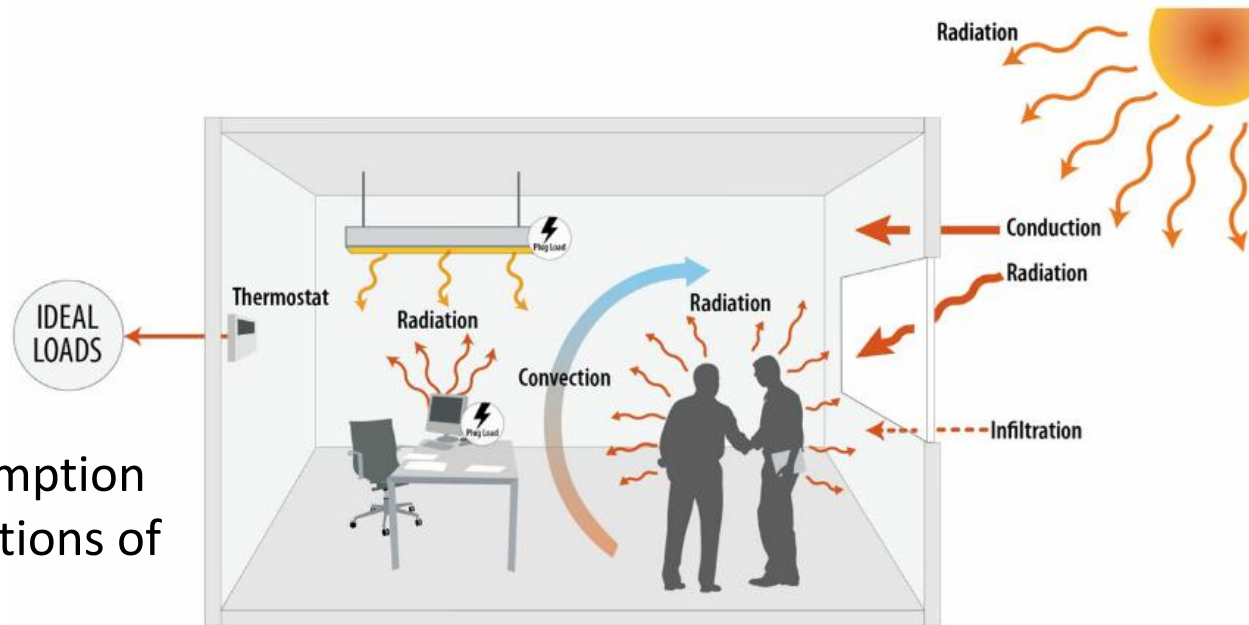 Radiation
Conduction
Radiation
Infiltration
Plug Load
Thermostat
IDEAL
LOADS
Radiation
Radiation
Convection
Plug Load
mption
tions of